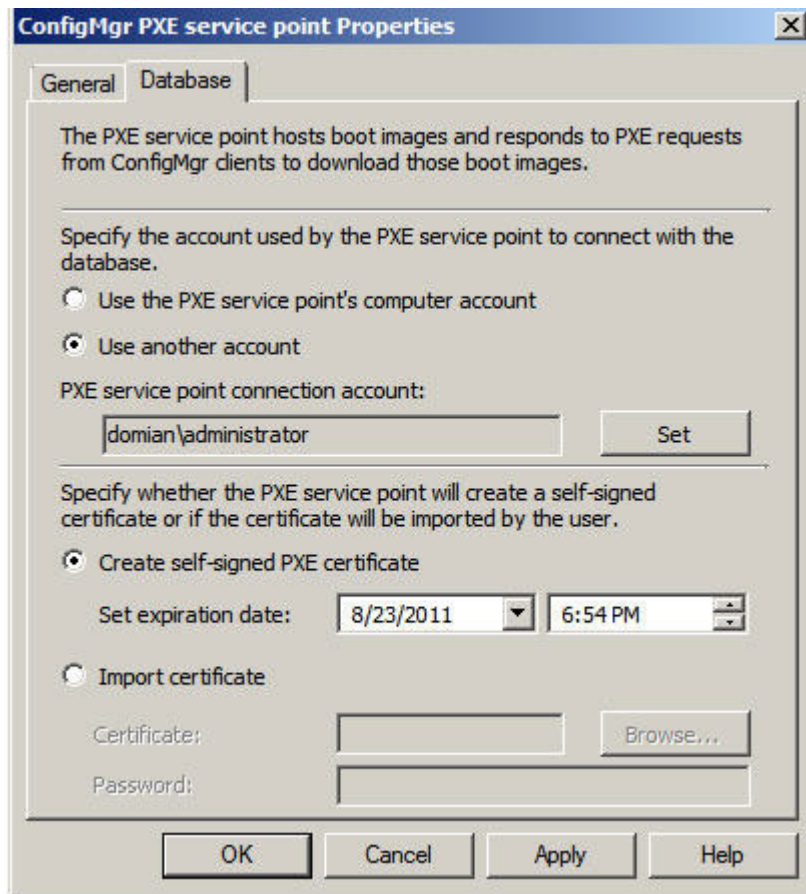 ConfigMgr PXE service point Properties
General
Database
The PXE service point hosts boot images and responds to PXE requests
from ConfigMgr clients to download those boot images.
Specify the account used by the PXE service point to connect with the
database.
Use the PXE service point's computer account
Use another account
PXE service point connection account:
domian\administrator
Set
Specify whether the PXE service point will create a self-signed
certificate or if the certificate will be imported by the user.
Create self-signed PXE certificate
Set expiration date:
8/23/2011
6:54 PM
Import certificate
Certificate:
Browse...
Password:
OK
Cancel
Apply
Help